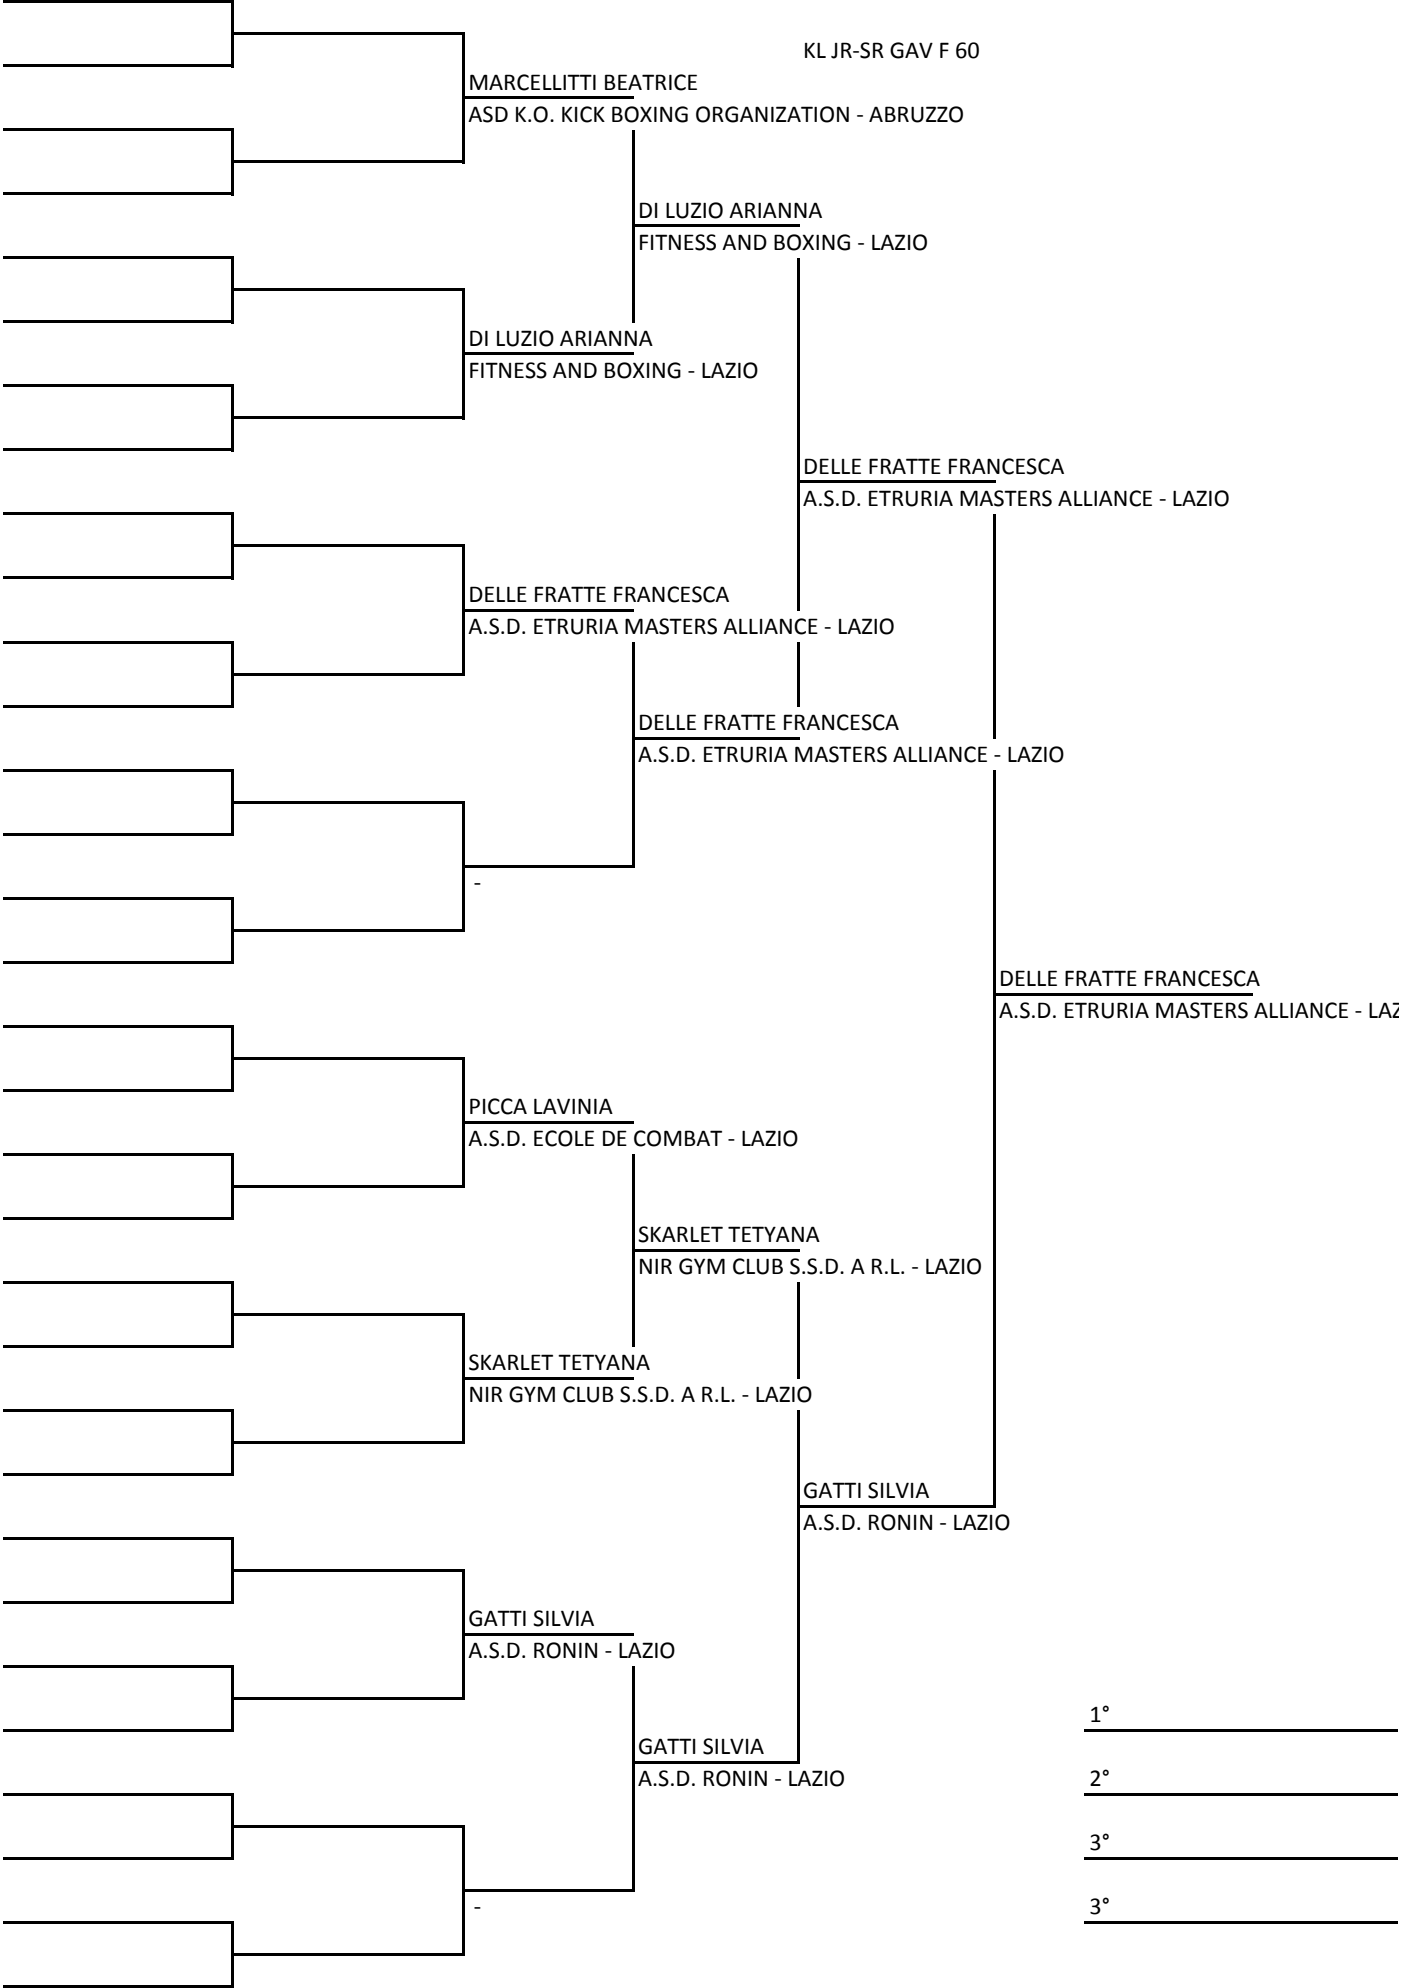 KL JR-SR GAV F 60
MARCELLITTI BEATRICE
ASD K.O. KICK BOXING ORGANIZATION - ABRUZZO
DI LUZIO ARIANNA
FITNESS AND BOXING - LAZIO
DI LUZIO ARIANNA
FITNESS AND BOXING - LAZIO
DELLE FRATTE FRANCESCA
A.S.D. ETRURIA MASTERS ALLIANCE - LAZIO
DELLE FRATTE FRANCESCA
A.S.D. ETRURIA MASTERS ALLIANCE - LAZIO
DELLE FRATTE FRANCESCA
A.S.D. ETRURIA MASTERS ALLIANCE - LAZIO
-
DELLE FRATTE FRANCESCA
A.S.D. ETRURIA MASTERS ALLIANCE - LAZ
PICCA LAVINIA
A.S.D. ECOLE DE COMBAT - LAZIO
SKARLET TETYANA
NIR GYM CLUB S.S.D. A R.L. - LAZIO
SKARLET TETYANA
NIR GYM CLUB S.S.D. A R.L. - LAZIO
GATTI SILVIA
A.S.D. RONIN - LAZIO
GATTI SILVIA
A.S.D. RONIN - LAZIO
1°
GATTI SILVIA
A.S.D. RONIN - LAZIO
2°
3°
-
3°